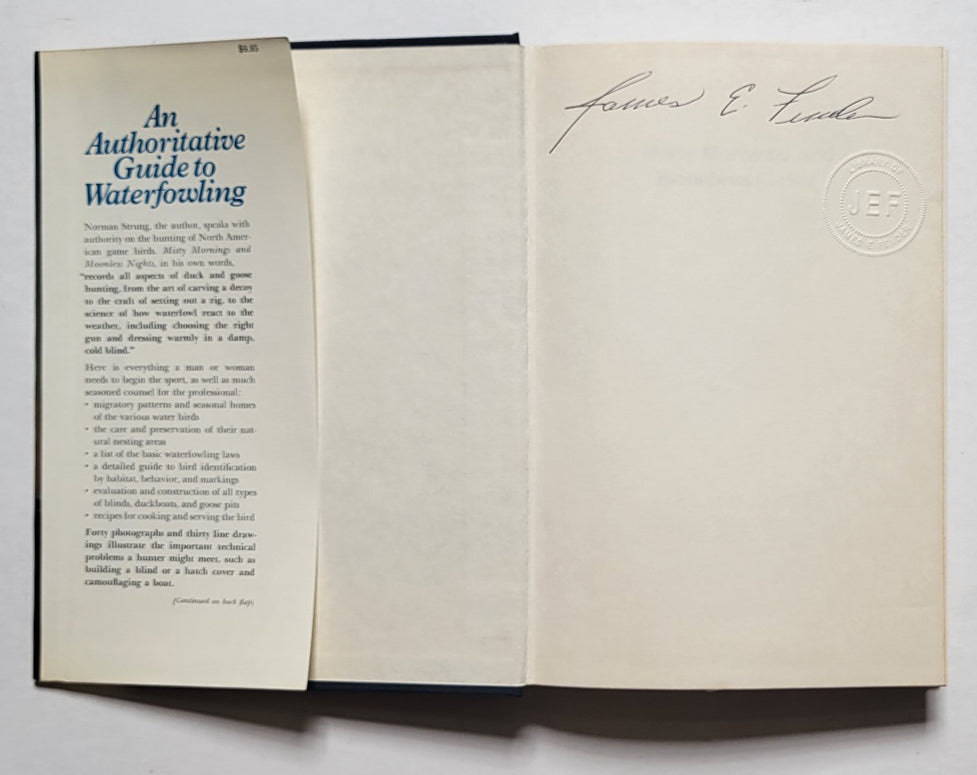 $9.95
An
Authoritative
Guide to
Waterfowling
Norman Strung, the author, speaks with
authority on the hunting of North Amer-
ican game birds. Misty Mornings and
Moonless Nights, in his own words,
"records all aspects of duck and goose
hunting, from the art of carving a decoy
to the craft of setting out a rig, to the
science of how waterfowl react to the
weather, including choosing the right
gun and dressing warmly in a damp,
cold blind."
Here is everything a man or woman
needs to begin the sport, as well as much
seasoned counsel for the professional:
> migratory patterns and seasonal homes
of the various water birds
> the care and preservation of their nat-
ural nesting areas
> a list of the basic waterfowling laws
> a detailed guide to bird identification
by habitat, behavior, and markings
> evaluation and construction of all types
of blinds, duckboats, and goose pits
> recipes for cooking and serving the bird
Forty photographs and thirty line draw-
ings illustrate the important technical
problems a hunter might meet, such as
building a blind or a hatch cover and
camouflaging a boat.
(Continued on back flap)
James E.
LIBRARY OF
JEF
JAMES E.